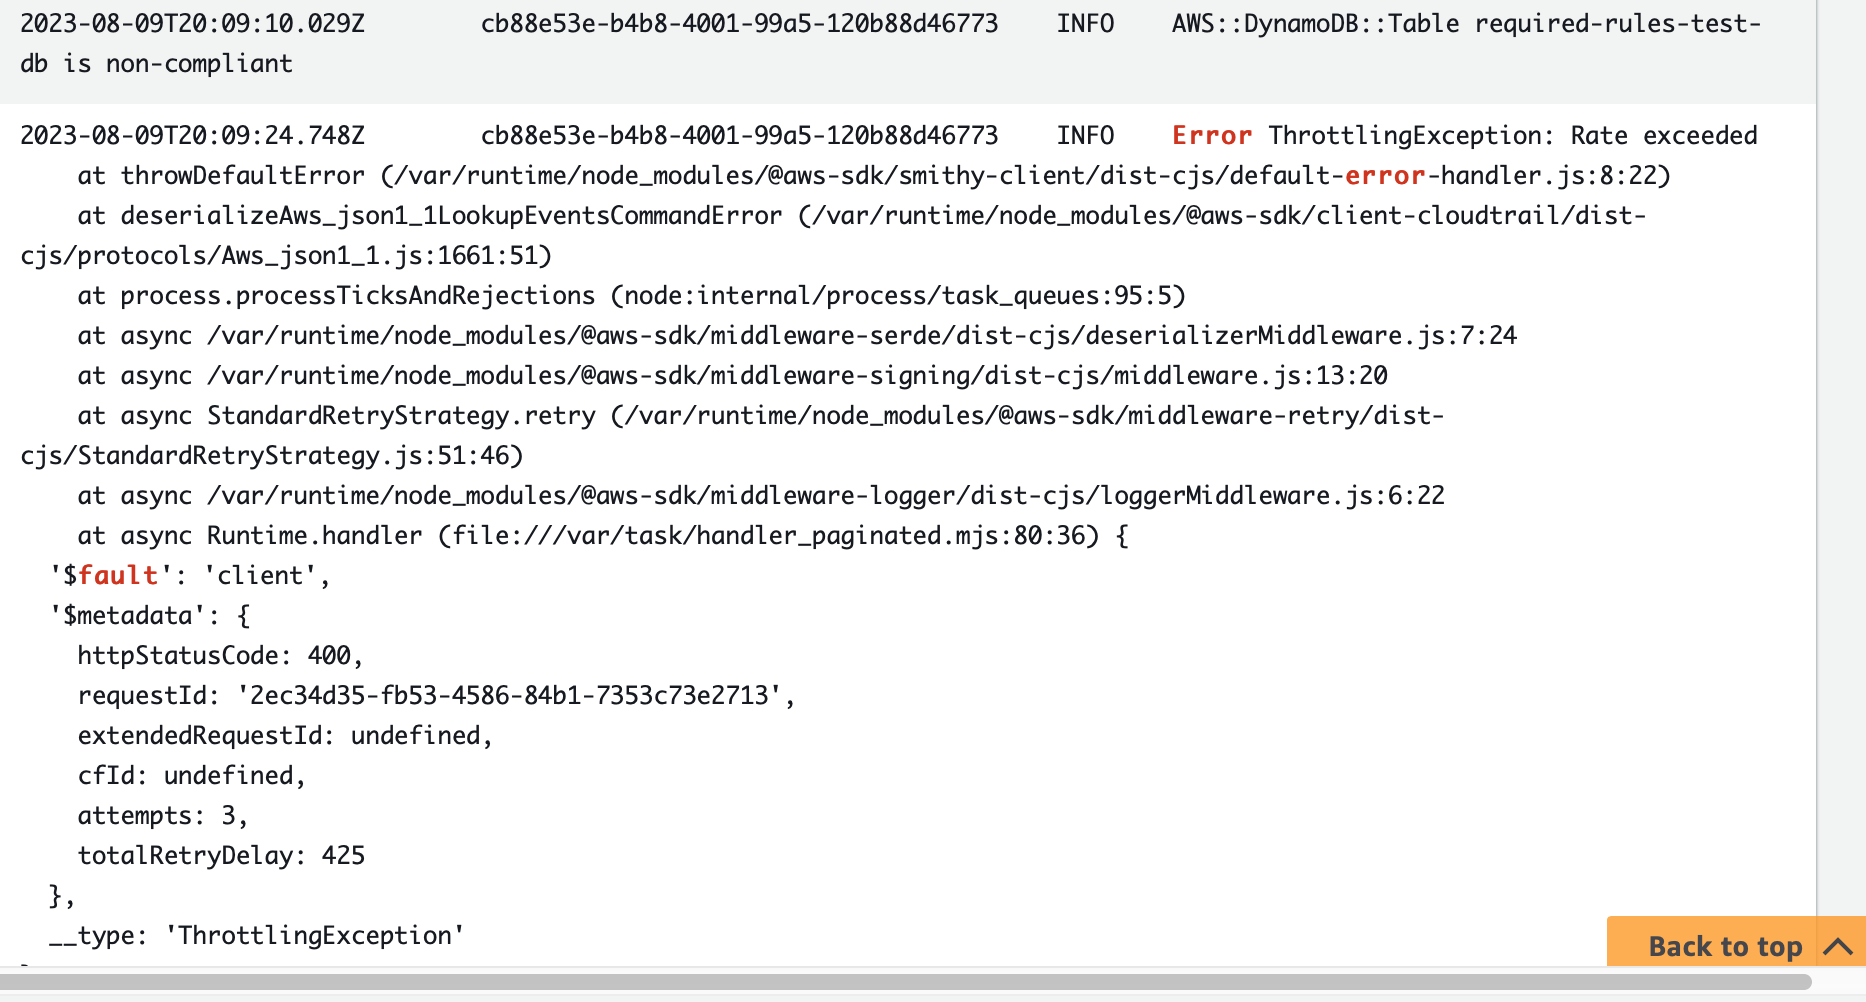 2023-08-09T20:09:10.029Z cb88e53e-b4b8-4001-99a5-120b88d46773 INFO AWS::DynamoDB::Table required-rules-test-
db is non-compliant
2023-08-09T20:09:24.748Z cb88e53e-b4b8-4001-99a5-120b88d46773 INFO Error ThrottlingException: Rate exceeded
at throwDefaultError (/var/runtime/node_modules/@aws-sdk/smithy-client/dist-cjs/default-error-handler.js:8:22)
at deserializeAws_json1_1LookupEventsCommandError (/var/runtime/node_modules/@aws-sdk/client-cloudtrail/dist-
cjs/protocols/Aws_json1_1.js:1661:51)
at process.processTicksAndRejections (node:internal/process/task_queues:95:5)
at async /var/runtime/node_modules/@aws-sdk/middleware-serde/dist-cjs/deserializerMiddleware.js:7:24
at async /var/runtime/node_modules/@aws-sdk/middleware-signing/dist-cjs/middleware.js:13:20
at async StandardRetryStrategy.retry (/var/runtime/node_modules/@aws-sdk/middleware-retry/dist-
cjs/StandardRetryStrategy.js:51:46)
at async /var/runtime/node_modules/@aws-sdk/middleware-logger/dist-cjs/loggerMiddleware.js:6:22
at async Runtime.handler (file:///var/task/handler_paginated.mjs:80:36) {
'$fault': 'client',
'$metadata': {
httpStatusCode: 400,
requestId: '2ec34d35-fb53-4586-84b1-7353c73e2713',
extendedRequestId: undefined,
cfId: undefined,
attempts: 3,
totalRetryDelay: 425
},
__type: 'ThrottlingException'
Back to top